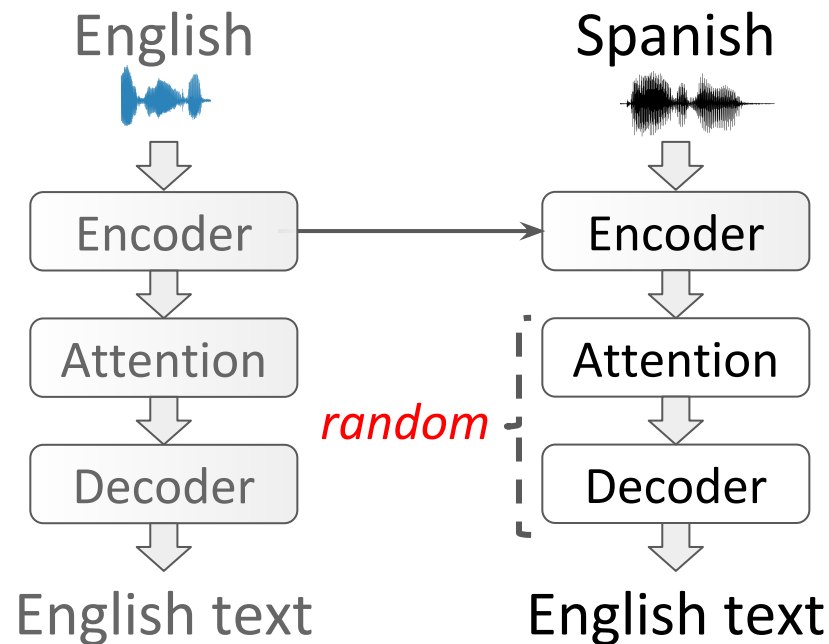 English
Spanish
Encoder
Encoder
Attention
Attention
random
Decoder
Decoder
English text
English text